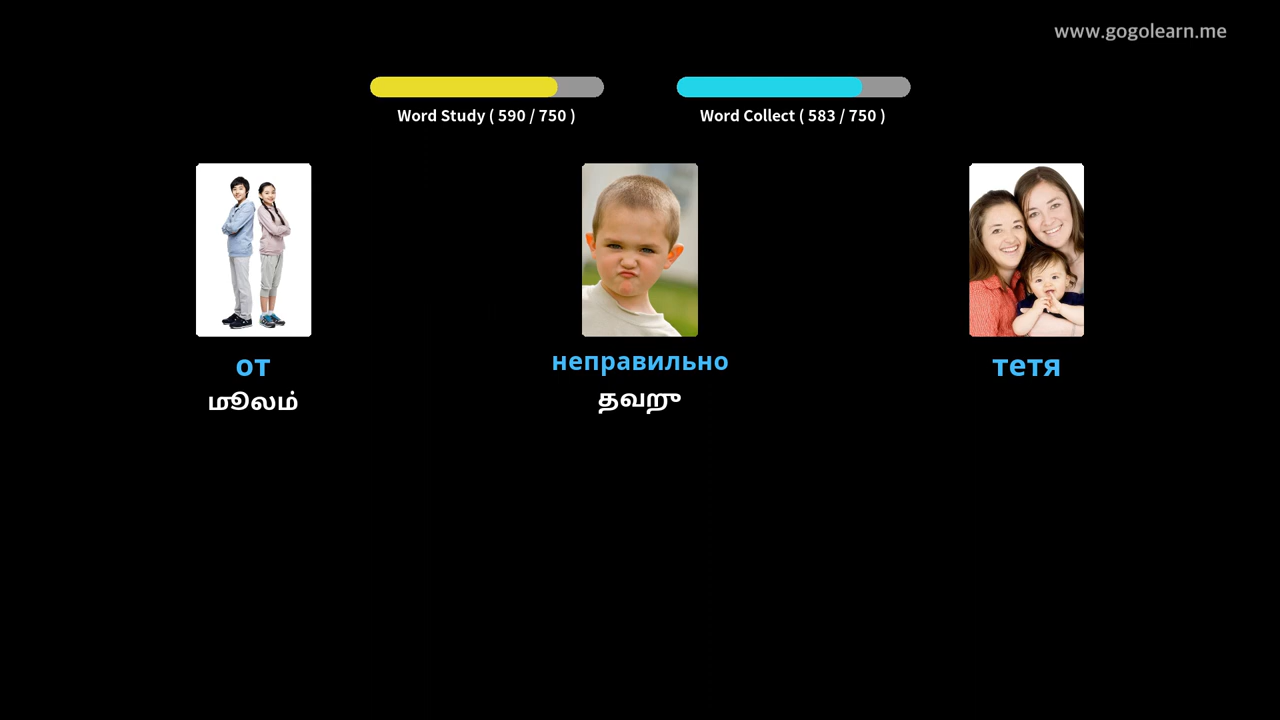 www.gogolearn.me
Word Study ( 590 / 750 )
Word Collect ( 583 / 750 )
от
மூலம்
неправильно
தவறு
тетя